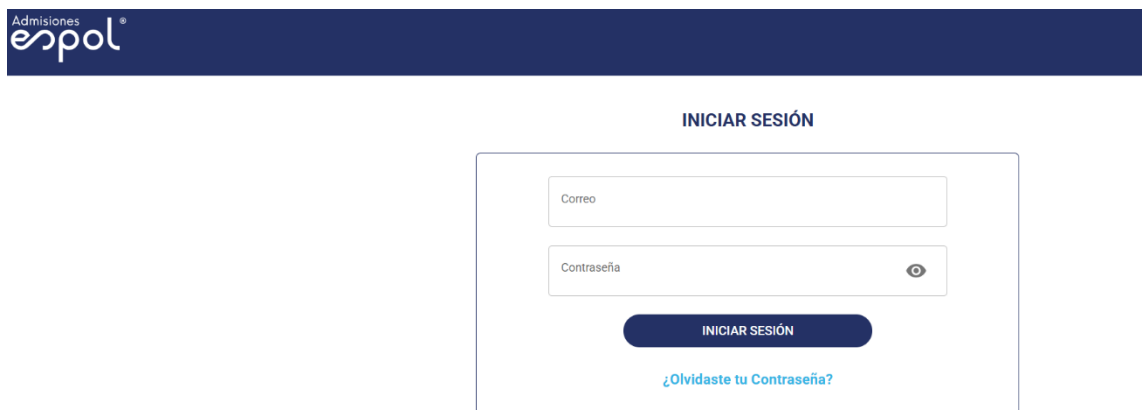 Admisiones
espol®
INICIAR SESIÓN
Correo
Contraseña
INICIAR SESIÓN
¿Olvidaste tu Contraseña?